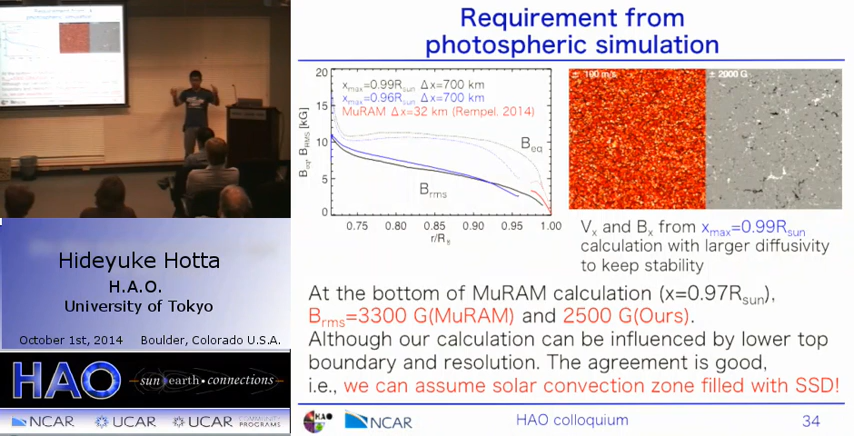 Requirement from
photospheric simulation
20
15
10
5
0
B_eq, B_RMS [kG]
x_max=0.99R_sun Δx=700 km
x_max=0.96R_sun Δx=700 km
MuRAM Δx=32 km (Rempel. 2014)
B_eq
B_rms
0.75 0.80 0.85 0.90 0.95 1.00
± 100 m/s
± 2000 G
V_x and B_x from x_max=0.99R_sun
calculation with larger diffusivity
to keep stability
At the bottom of MuRAM calculation (x=0.97R_sun),
B_rms=3300 G(MuRAM) and 2500 G(Ours).
Although our calculation can be influenced by lower top
boundary and resolution. The agreement is good,
i.e., we can assume solar convection zone filled with SSD!
HAO
NCAR
HAO colloquium
34
Hideyuke Hotta
H.A.O.
University of Tokyo
October 1st, 2014 Boulder, Colorado U.S.A.
HAO
sun earth • connections
NCAR
UCAR
UCAR COMMUNITY
PROGRAMS